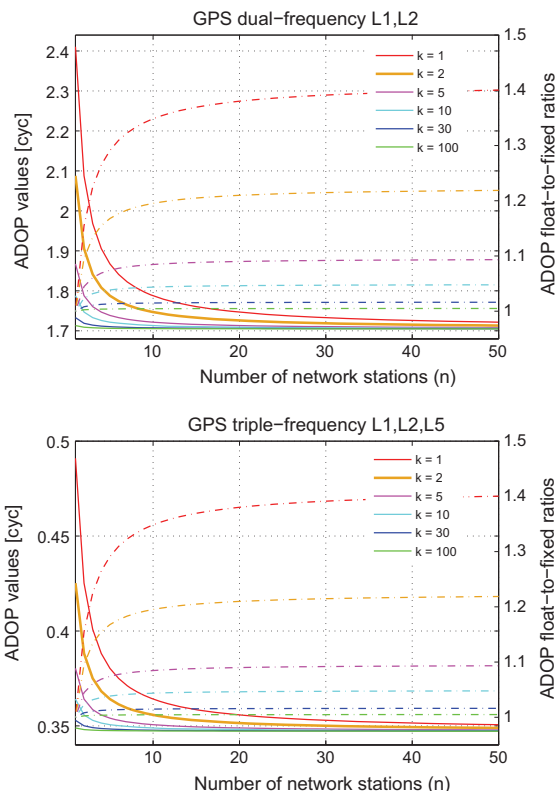 GPS dual−frequency L1,L2
ADOP values [cyc]
2.4
2.3
2.2
2.1
2
1.9
1.8
1.7
k = 1
k = 2
k = 5
k = 10
k = 30
k = 100
1.5
1.4
1.3
1.2
1.1
1
ADOP float−to−fixed ratios
10
20
30
40
50
Number of network stations (n)
GPS triple−frequency L1,L2,L5
ADOP values [cyc]
0.5
0.45
0.4
0.35
k = 1
k = 2
k = 5
k = 10
k = 30
k = 100
1.5
1.4
1.3
1.2
1.1
1
ADOP float−to−fixed ratios
10
20
30
40
50
Number of network stations (n)